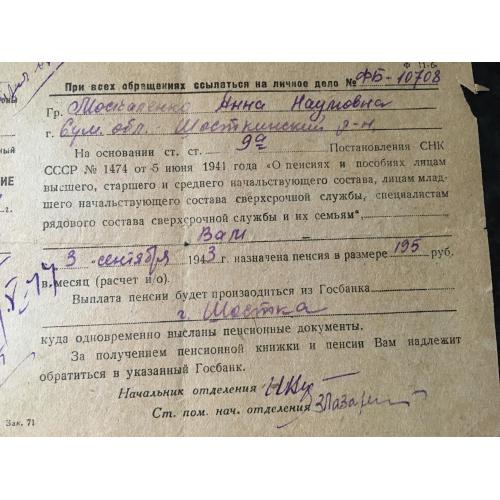 Ф П-6.
При всех обращениях ссылаться на личное дело № ФБ-10708
Гр. Москаленко Анна Наумовна
г. Сум. обл. Шосткинский р-н.
На основании ст. ст. 9а Постановления СНК
СССР № 1474 от 5 июня 1941 года „О пенсиях и пособиях лицам
высшего, старшего и среднего начальствующего состава, лицам млад-
шего начальствующего состава сверхсрочной службы, специалистам
рядового состава сверхсрочной службы и их семьям",
Вам
3 сентября 1943 г. назначена пенсия в размере 195 руб.
в месяц (расчет н/о).
Выплата пенсии будет производиться из Госбанка
г. Шостка
куда одновременно высланы пенсионные документы.
За получением пенсионной книжки и пенсии Вам надлежит
обратиться в указанный Госбанк.
Начальник отделения
Ст. пом. нач. отделения
Зак. 71